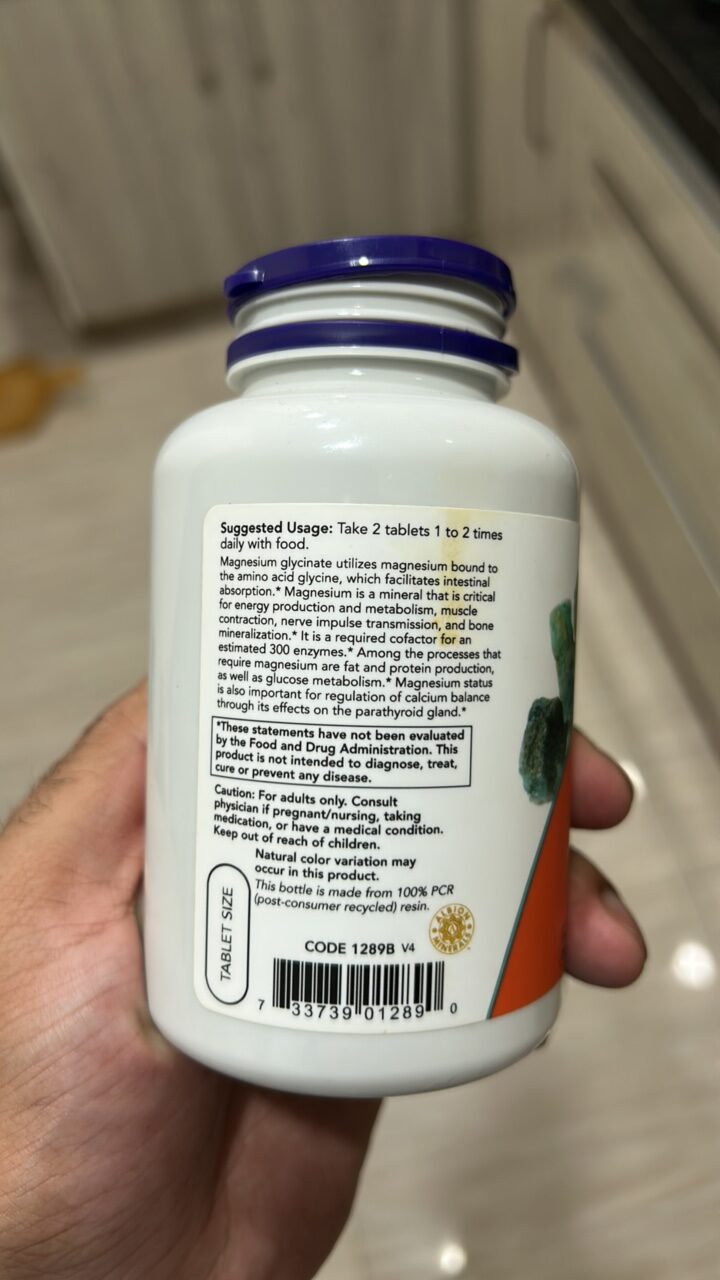 Suggested Usage: Take 2 tablets 1 to 2 times
daily with food.
Magnesium glycinate utilizes magnesium bound to
the amino acid glycine, which facilitates intestinal
absorption.* Magnesium is a mineral that is critical
for energy production and metabolism, muscle
contraction, nerve impulse transmission, and bone
mineralization.* It is a required cofactor for an
estimated 300 enzymes.* Among the processes that
require magnesium are fat and protein production,
as well as glucose metabolism.* Magnesium status
is also important for regulation of calcium balance
through its effects on the parathyroid gland.*
*These statements have not been evaluated
by the Food and Drug Administration. This
product is not intended to diagnose, treat,
cure or prevent any disease.
Caution: For adults only. Consult
physician if pregnant/nursing, taking
medication, or have a medical condition.
Keep out of reach of children.
Natural color variation may
occur in this product.
This bottle is made from 100% PCR
(post-consumer recycled) resin.
TABLET SIZE
ALBION
MINERALS
CODE 1289B V4
7 33739 01289 0